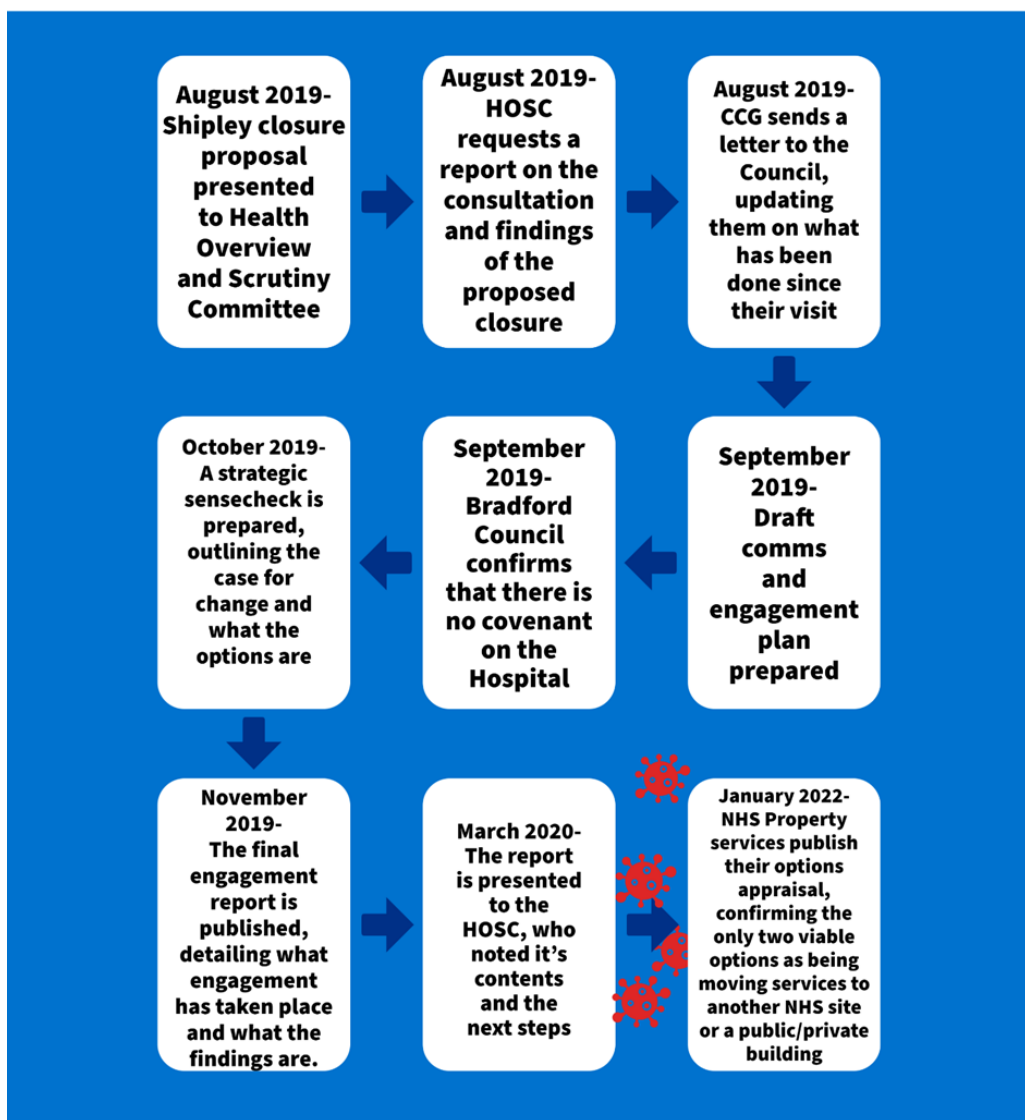 August 2019-
Shipley closure
proposal
presented
to Health
Overview
and Scrutiny
Committee
August 2019-
HOSC
requests a
report on the
consultation
and findings
of the
proposed
closure
August 2019-
CCG sends a
letter to the
Council,
updating
them on what
has been
done since
their visit
September
2019-
Draft
comms
and
engagement
plan
prepared
September
2019-
Bradford
Council
confirms
that there is
no covenant
on the
Hospital
October 2019-
A strategic
sensecheck is
prepared,
outlining the
case for
change and
what the
options are
November
2019-
The final
engagement
report is
published,
detailing what
engagement
has taken place
and what the
findings are.
March 2020-
The report
is presented
to the
HOSC, who
noted it's
contents
and the
next steps
January 2022-
NHS Property
services publish
their options
appraisal,
confirming the
only two viable
options as being
moving services to
another NHS site
or a public/private
building